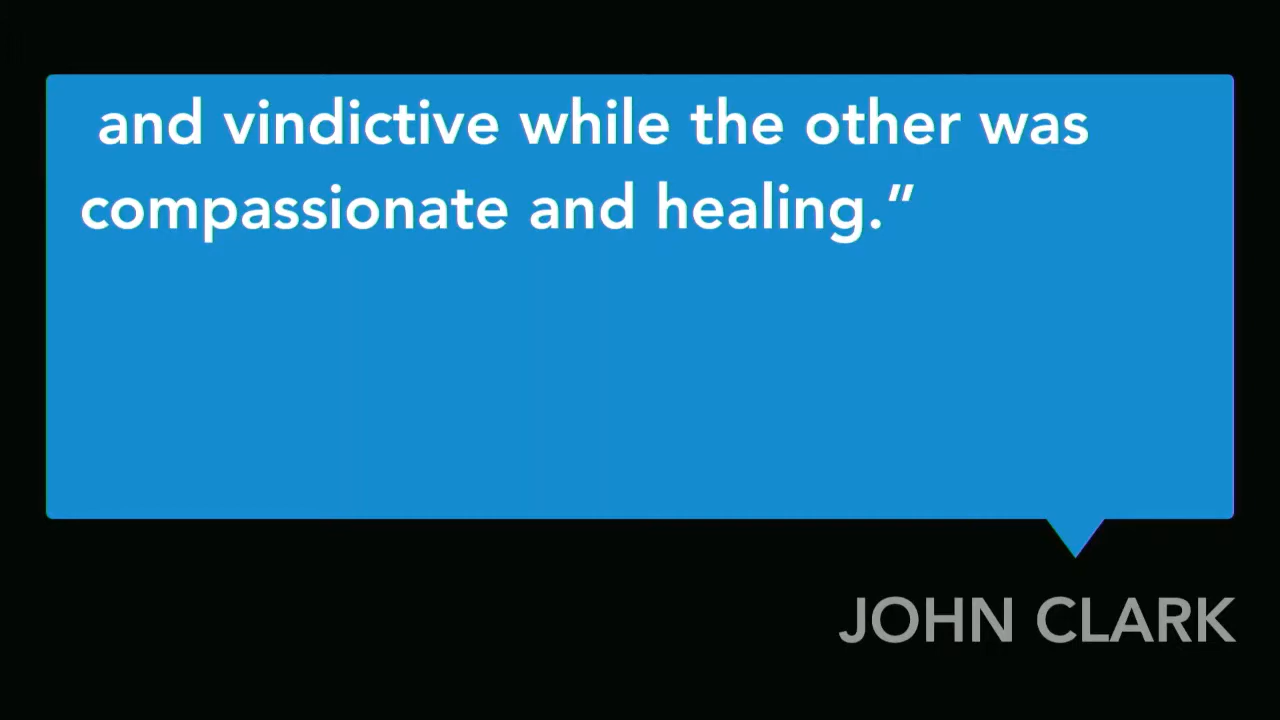 and vindictive while the other was
compassionate and healing.”
JOHN CLARK